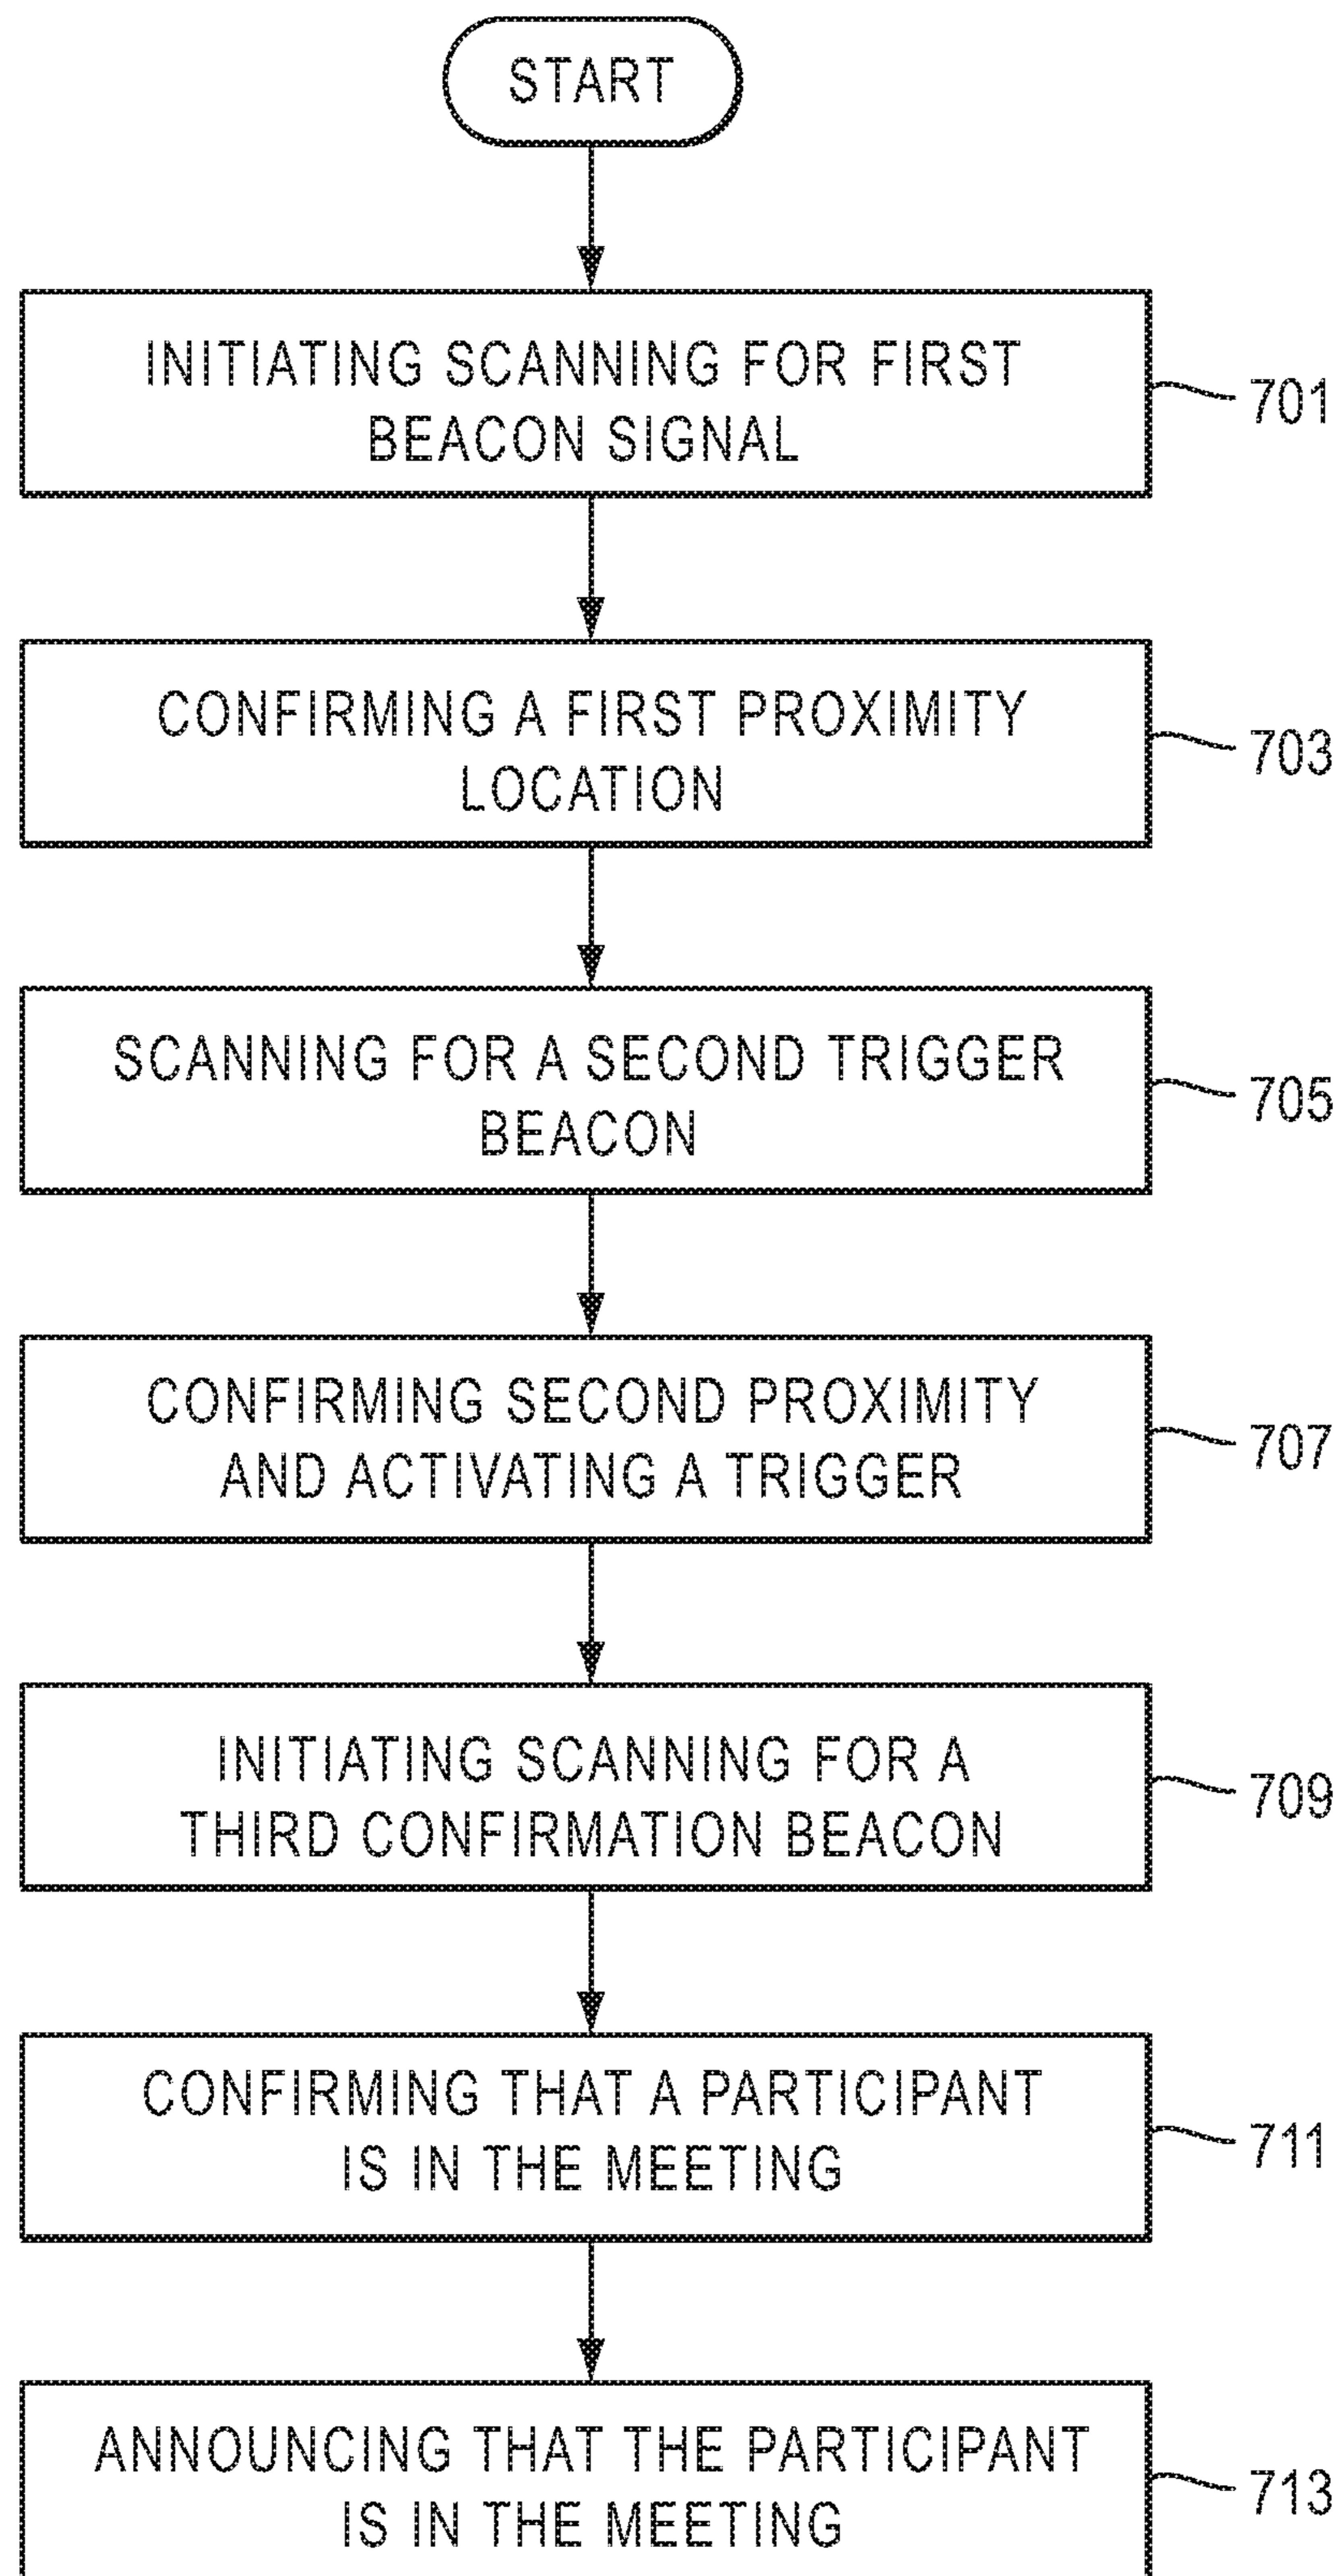 START
INITIATING SCANNING FOR FIRST
BEACON SIGNAL
701
CONFIRMING A FIRST PROXIMITY
LOCATION
703
SCANNING FOR A SECOND TRIGGER
BEACON
705
CONFIRMING SECOND PROXIMITY
AND ACTIVATING A TRIGGER
707
INITIATING SCANNING FOR A
THIRD CONFIRMATION BEACON
709
CONFIRMING THAT A PARTICIPANT
IS IN THE MEETING
711
ANNOUNCING THAT THE PARTICIPANT
IS IN THE MEETING
713